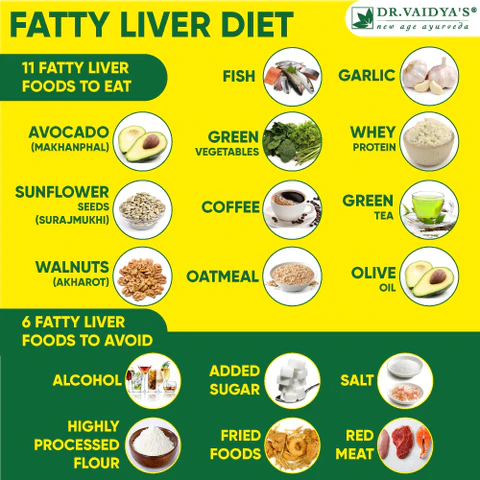 FATTY LIVER DIET
DR.VAIDYA'S®
new age ayurveda
11 FATTY LIVER
FOODS TO EAT
FISH
GARLIC
AVOCADO
(MAKHANPHAL)
GREEN
VEGETABLES
WHEY
PROTEIN
SUNFLOWER
SEEDS
(SURAJMUKHI)
COFFEE
GREEN
TEA
WALNUTS
(AKHAROT)
OATMEAL
OLIVE
OIL
6 FATTY LIVER
FOODS TO AVOID
ALCOHOL
ADDED
SUGAR
SALT
HIGHLY
PROCESSED
FLOUR
FRIED
FOODS
RED
MEAT